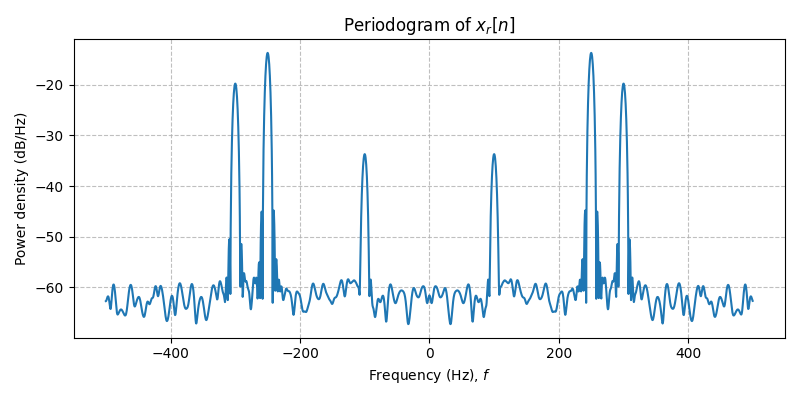 Periodogram of x_r[n]
Power density (dB/Hz)
−20
−30
−40
−50
−60
−400 −200 0 200 400
Frequency (Hz), f